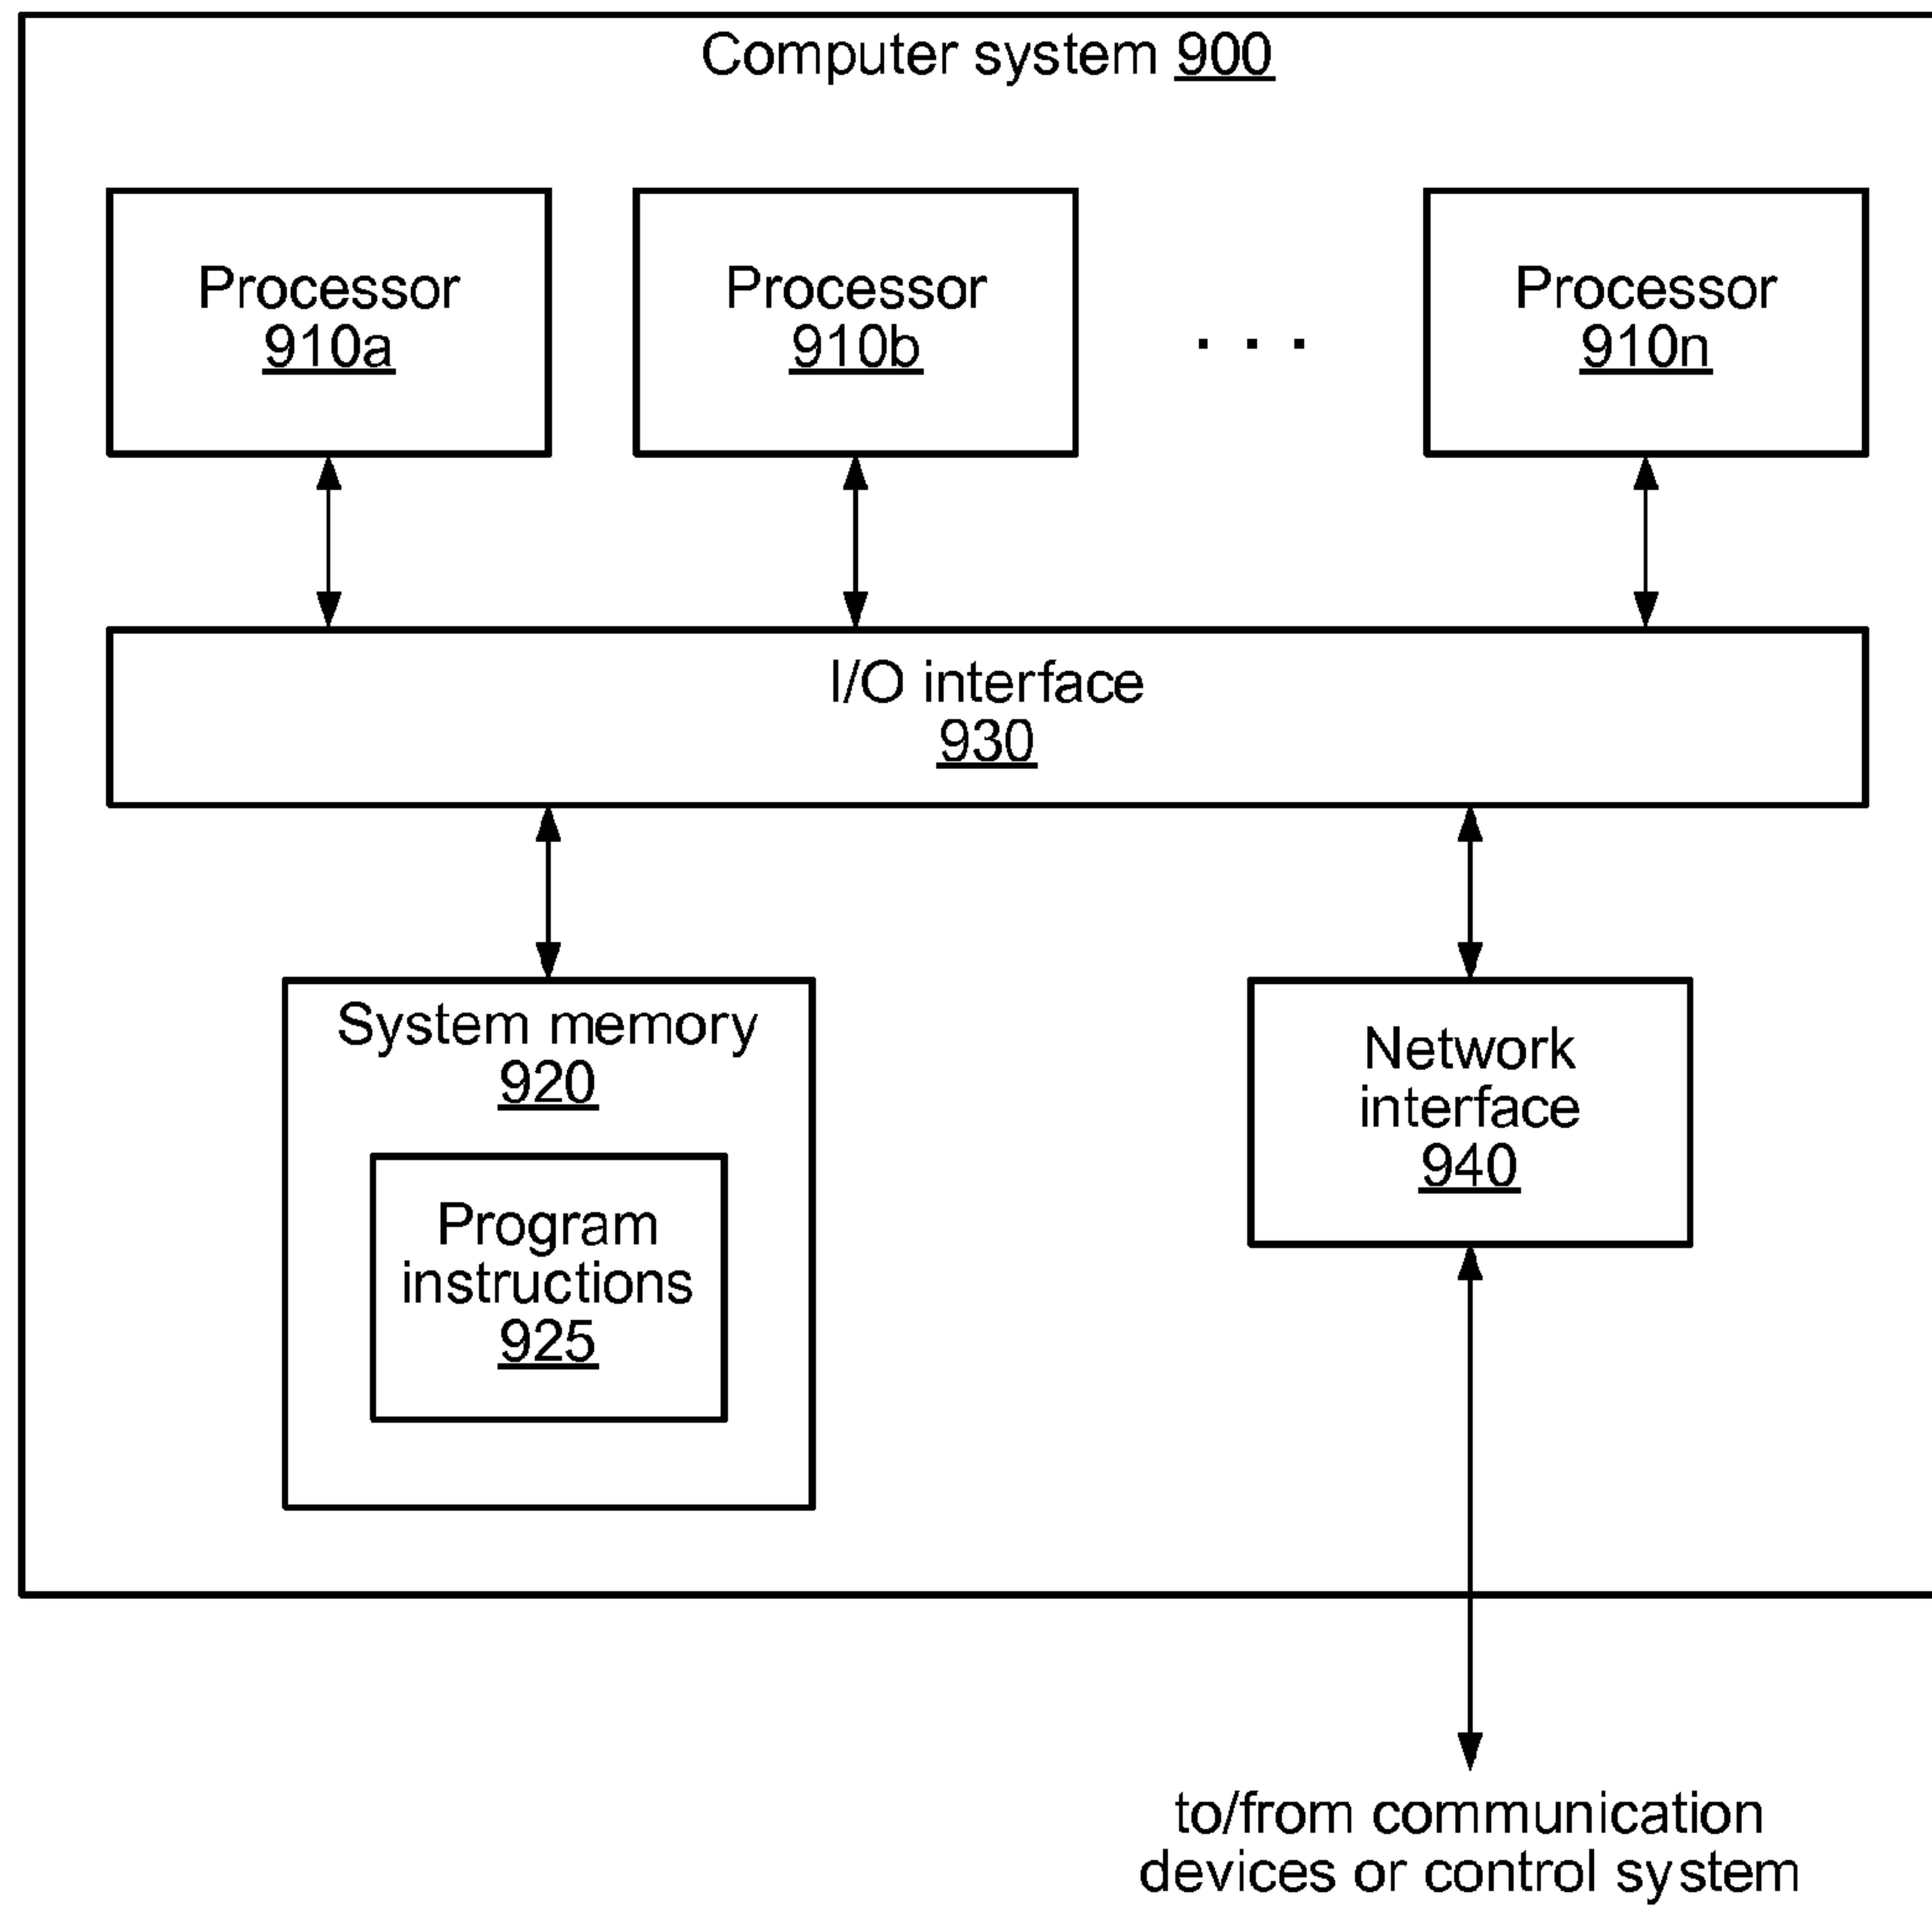 Computer system 900
Processor
910a
Processor
910b
. . .
Processor
910n
I/O interface
930
System memory
920
Program
instructions
925
Network
interface
940
to/from communication
devices or control system